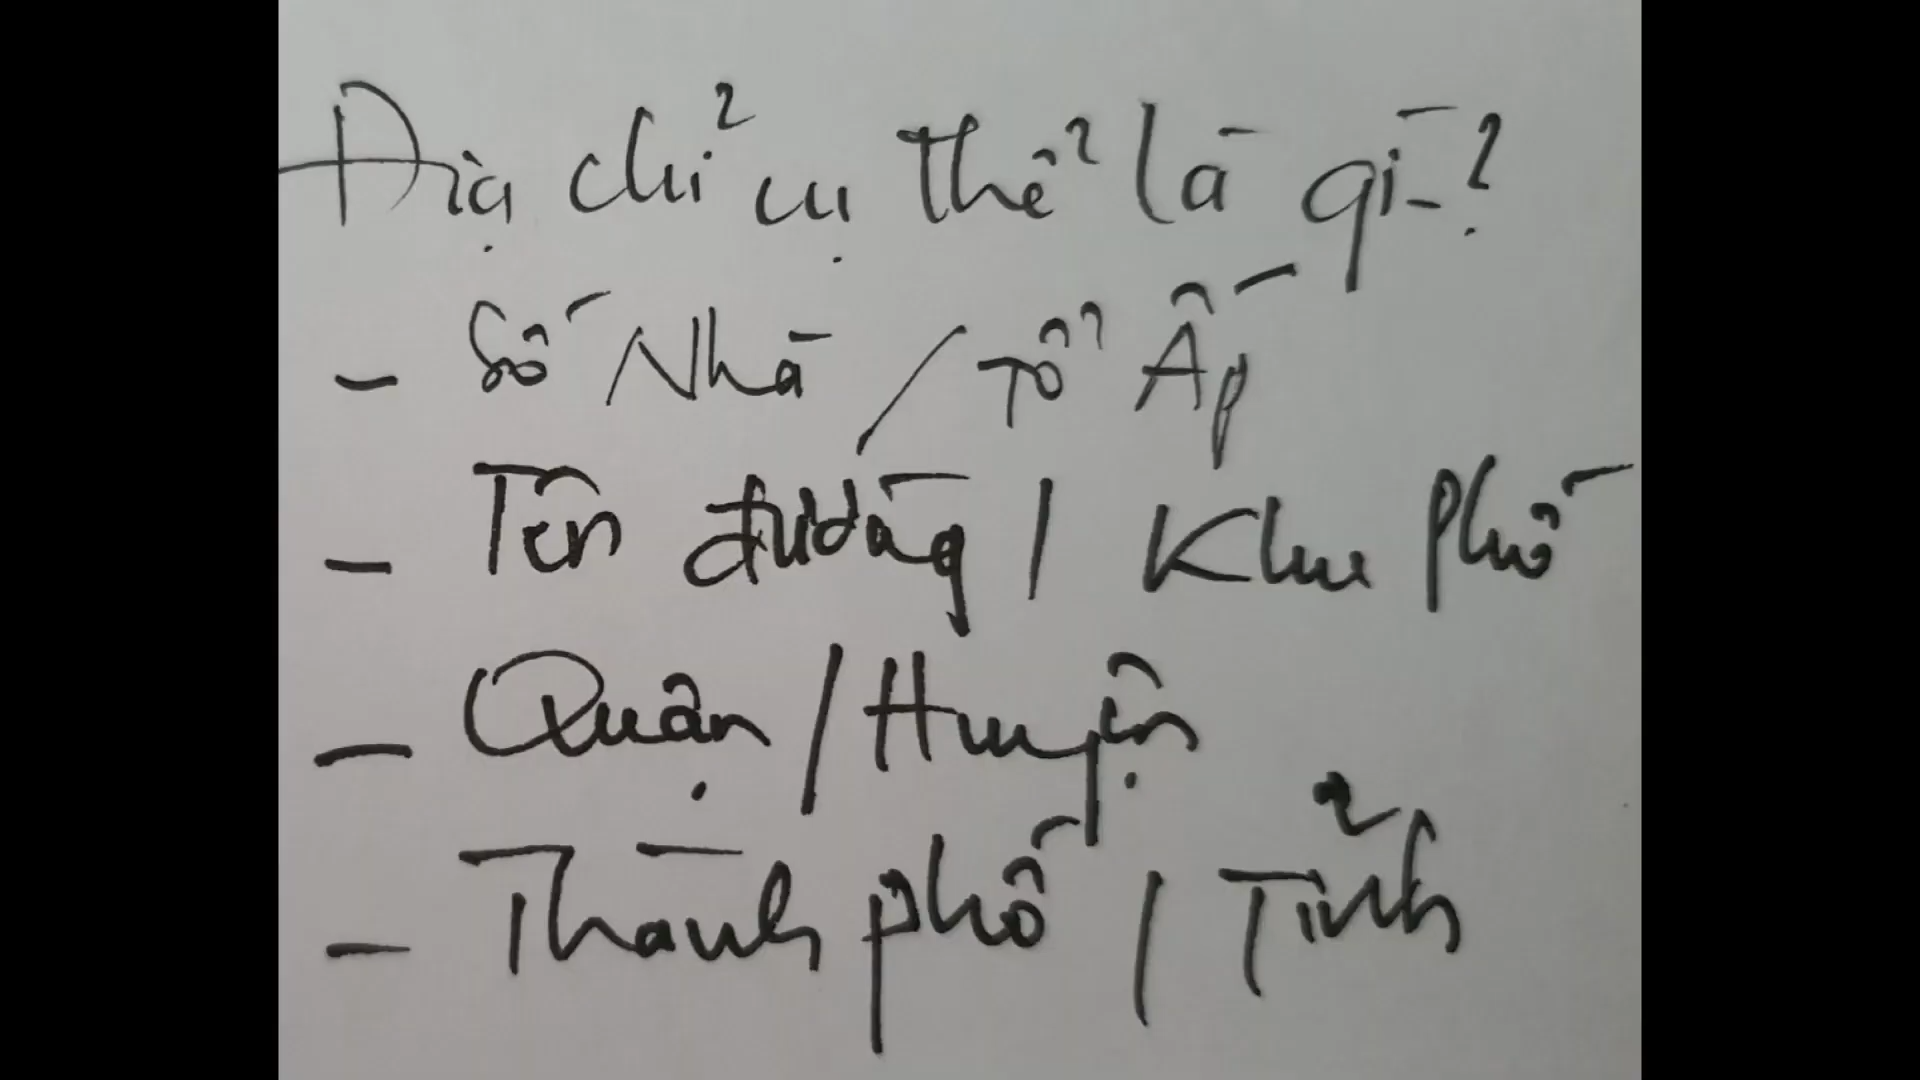 Địa chỉ cụ thể là gì?
- Số Nhà / Tổ Ấp
- Tên đường / Khu phố
- Quận / Huyện
- Thành phố / Tỉnh